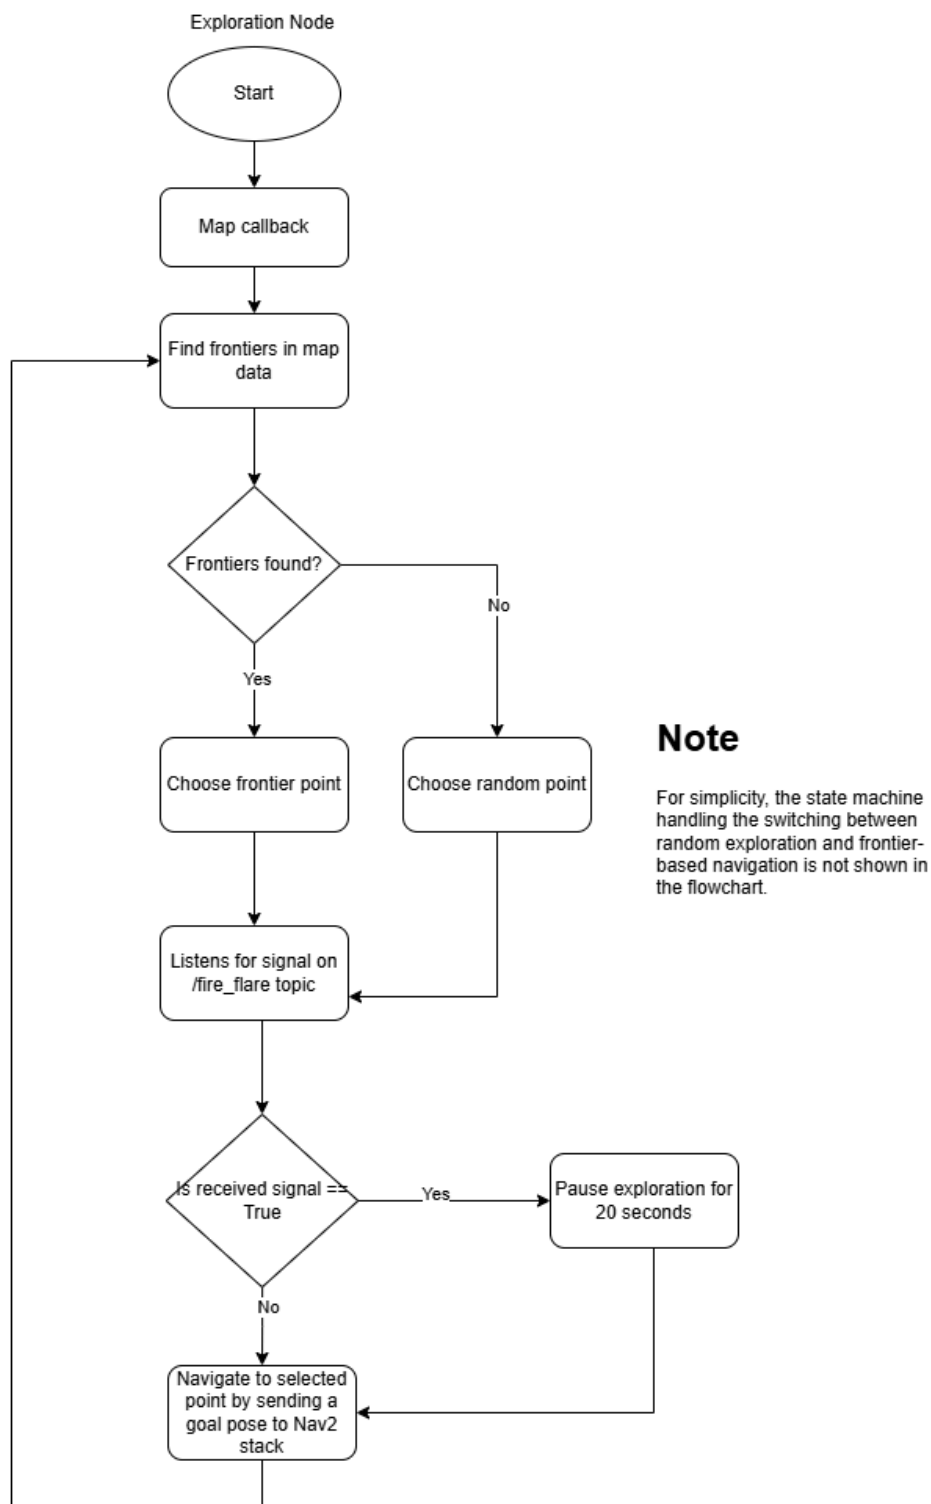 Exploration Node
Start
Map callback
Find frontiers in map
data
Frontiers found?
No
Yes
Choose frontier point
Choose random point
Note
For simplicity, the state machine
handling the switching between
random exploration and frontier-
based navigation is not shown in
the flowchart.
Listens for signal on
/fire_flare topic
Is received signal ==
True
Yes
Pause exploration for
20 seconds
No
Navigate to selected
point by sending a
goal pose to Nav2
stack